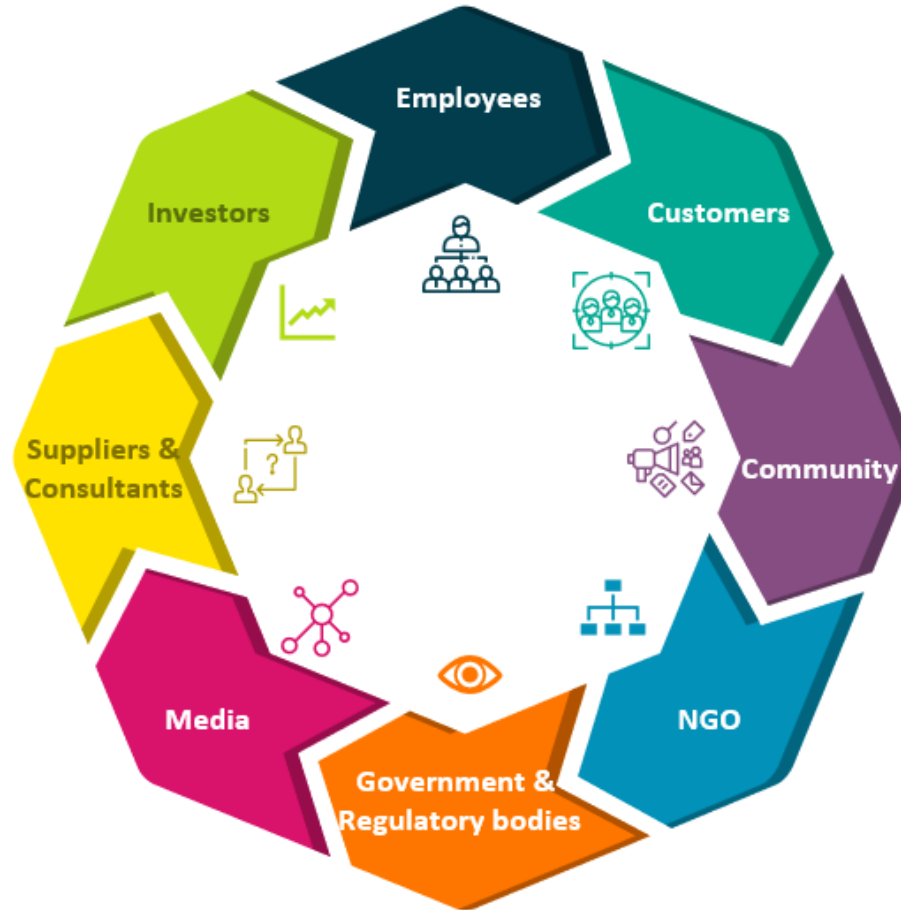 Employees
Customers
Community
NGO
Government &
Regulatory bodies
Media
Suppliers &
Consultants
Investors
?